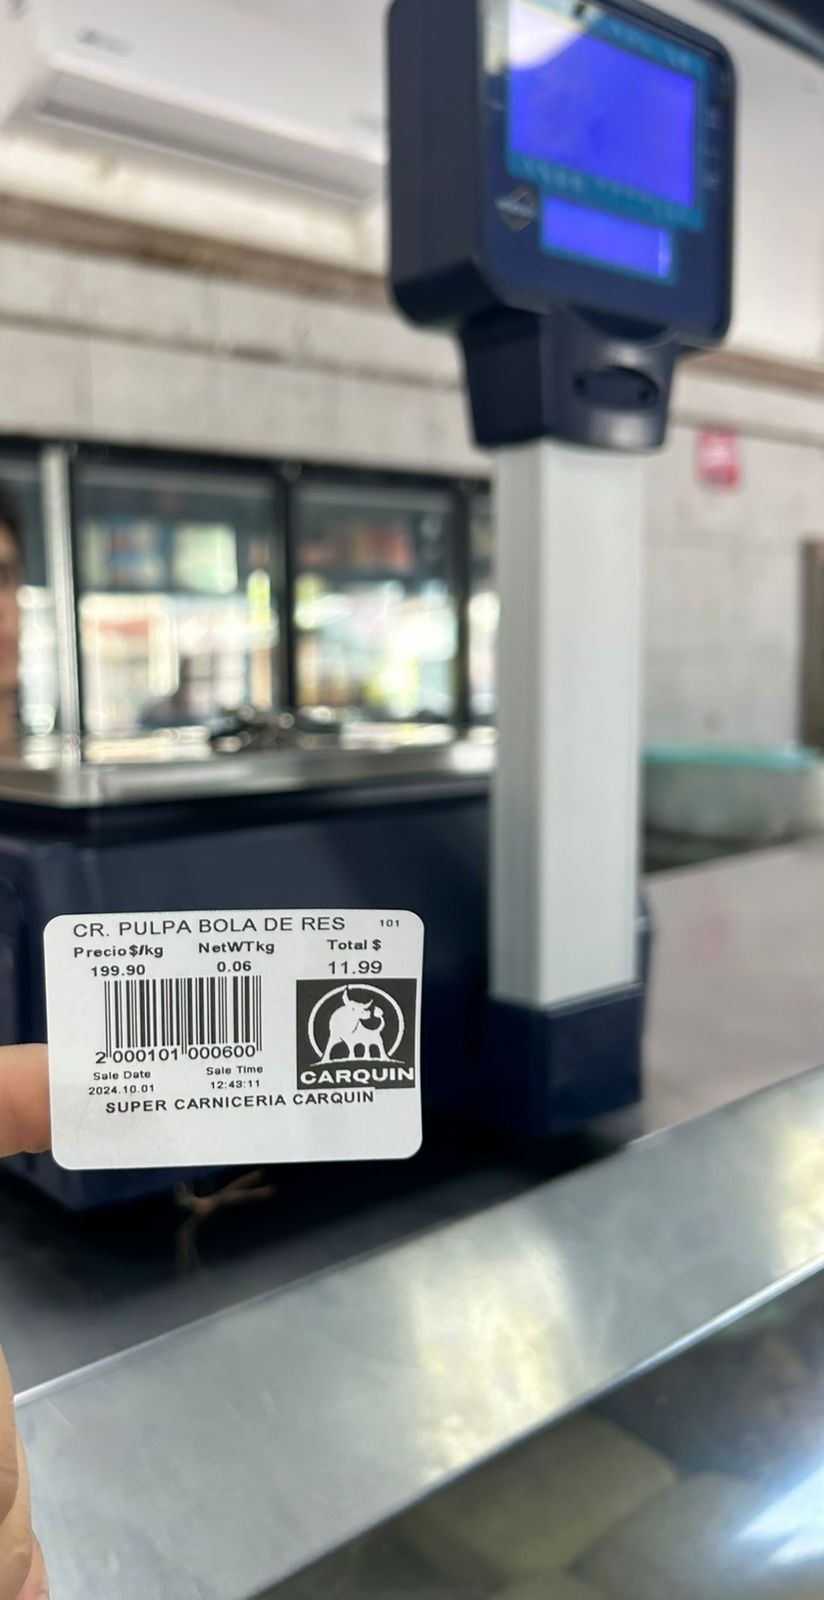 CR. PULPA BOLA DE RES 101
Precio$/kg NetWTkg Total $
199.90 0.06 11.99
2 000101 000600
CARQUIN
Sale Date Sale Time
2024.10.01 12:43:11
SUPER CARNICERIA CARQUIN